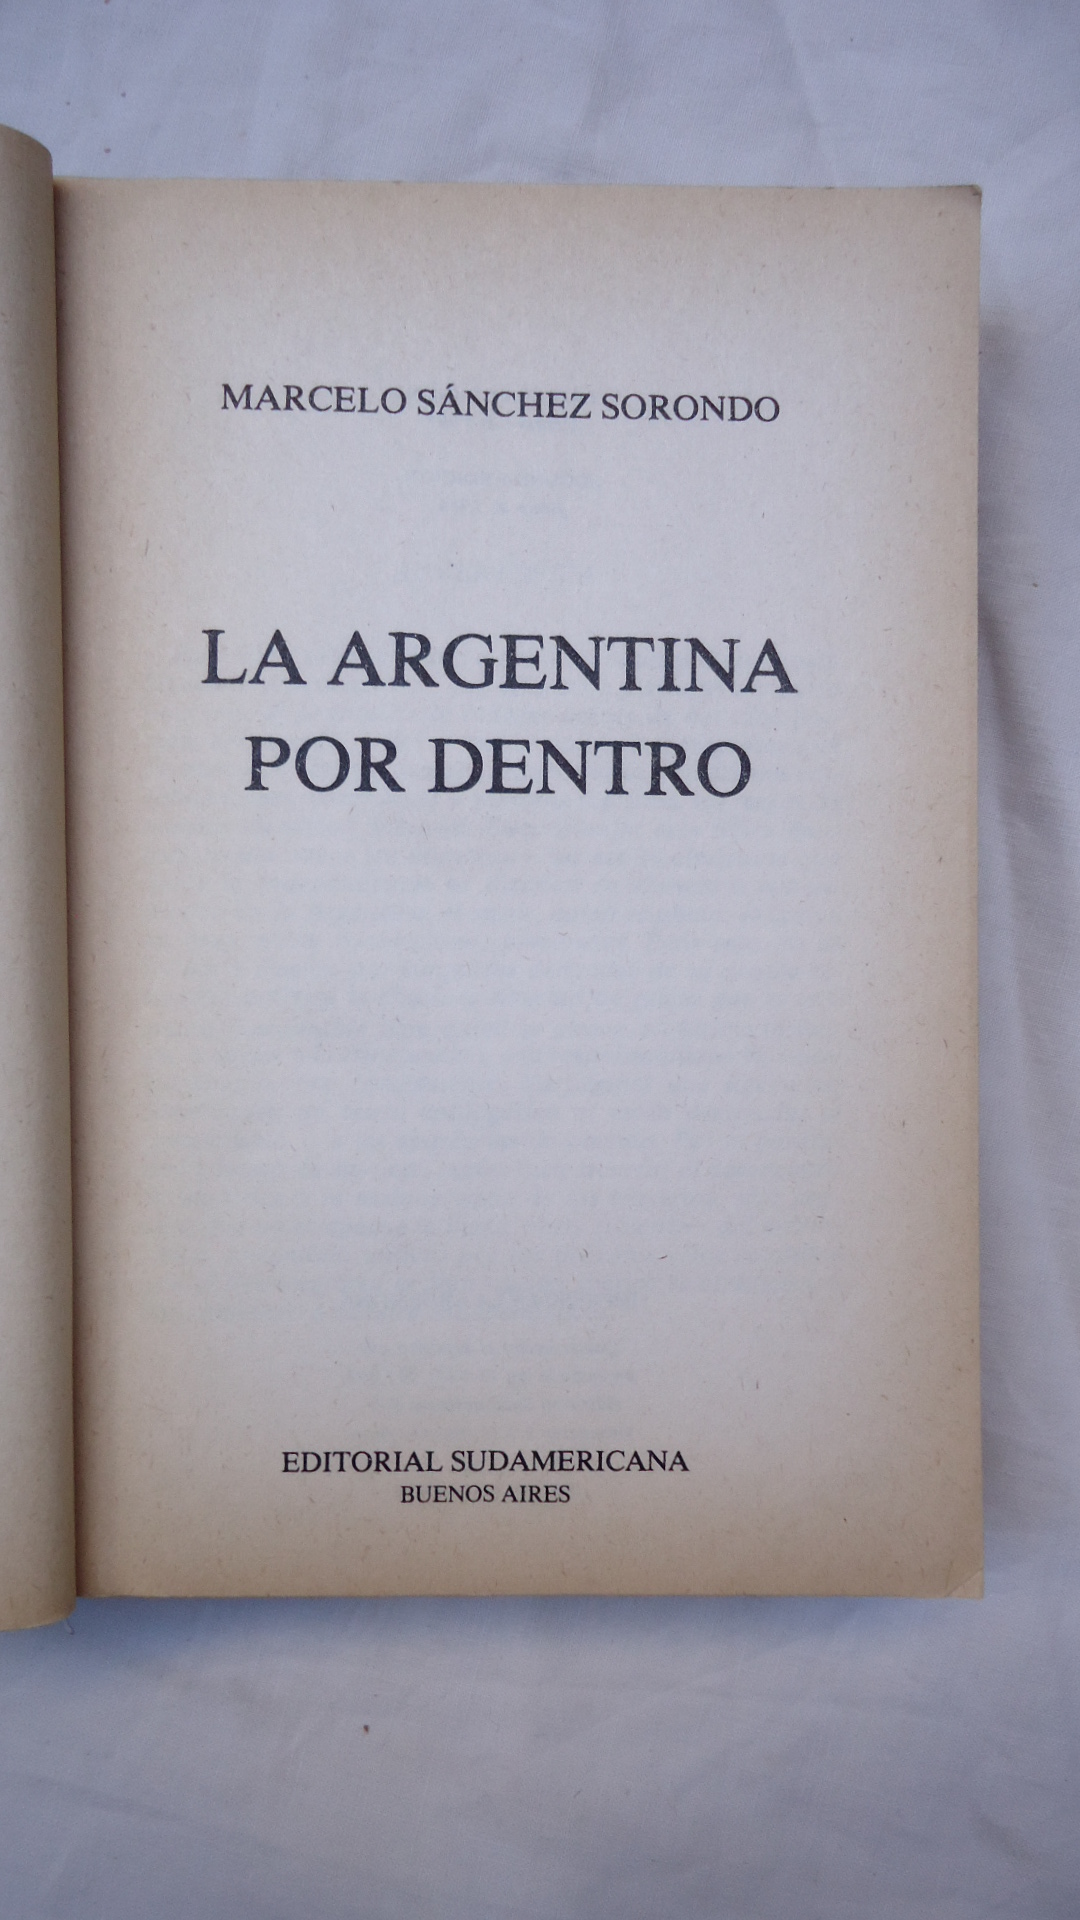 MARCELO SÁNCHEZ SORONDO
LA ARGENTINA
POR DENTRO
EDITORIAL SUDAMERICANA
BUENOS AIRES